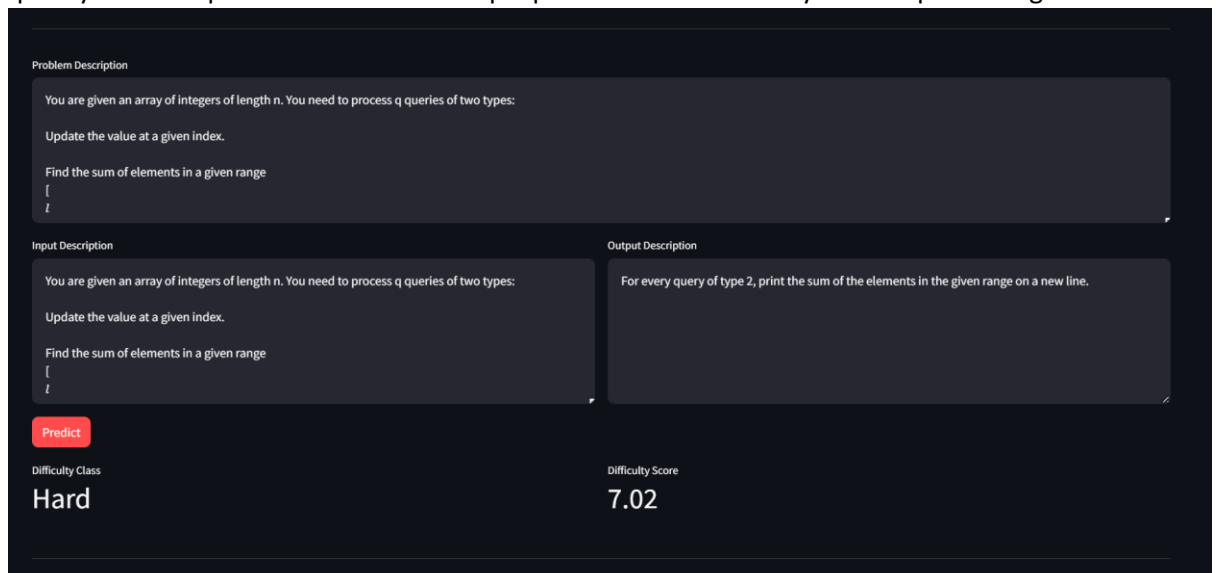 Problem Description
You are given an array of integers of length n. You need to process q queries of two types:
Update the value at a given index.
Find the sum of elements in a given range
[
l
Input Description
Output Description
You are given an array of integers of length n. You need to process q queries of two types:
Update the value at a given index.
Find the sum of elements in a given range
[
l
For every query of type 2, print the sum of the elements in the given range on a new line.
Predict
Difficulty Class
Difficulty Score
Hard
7.02